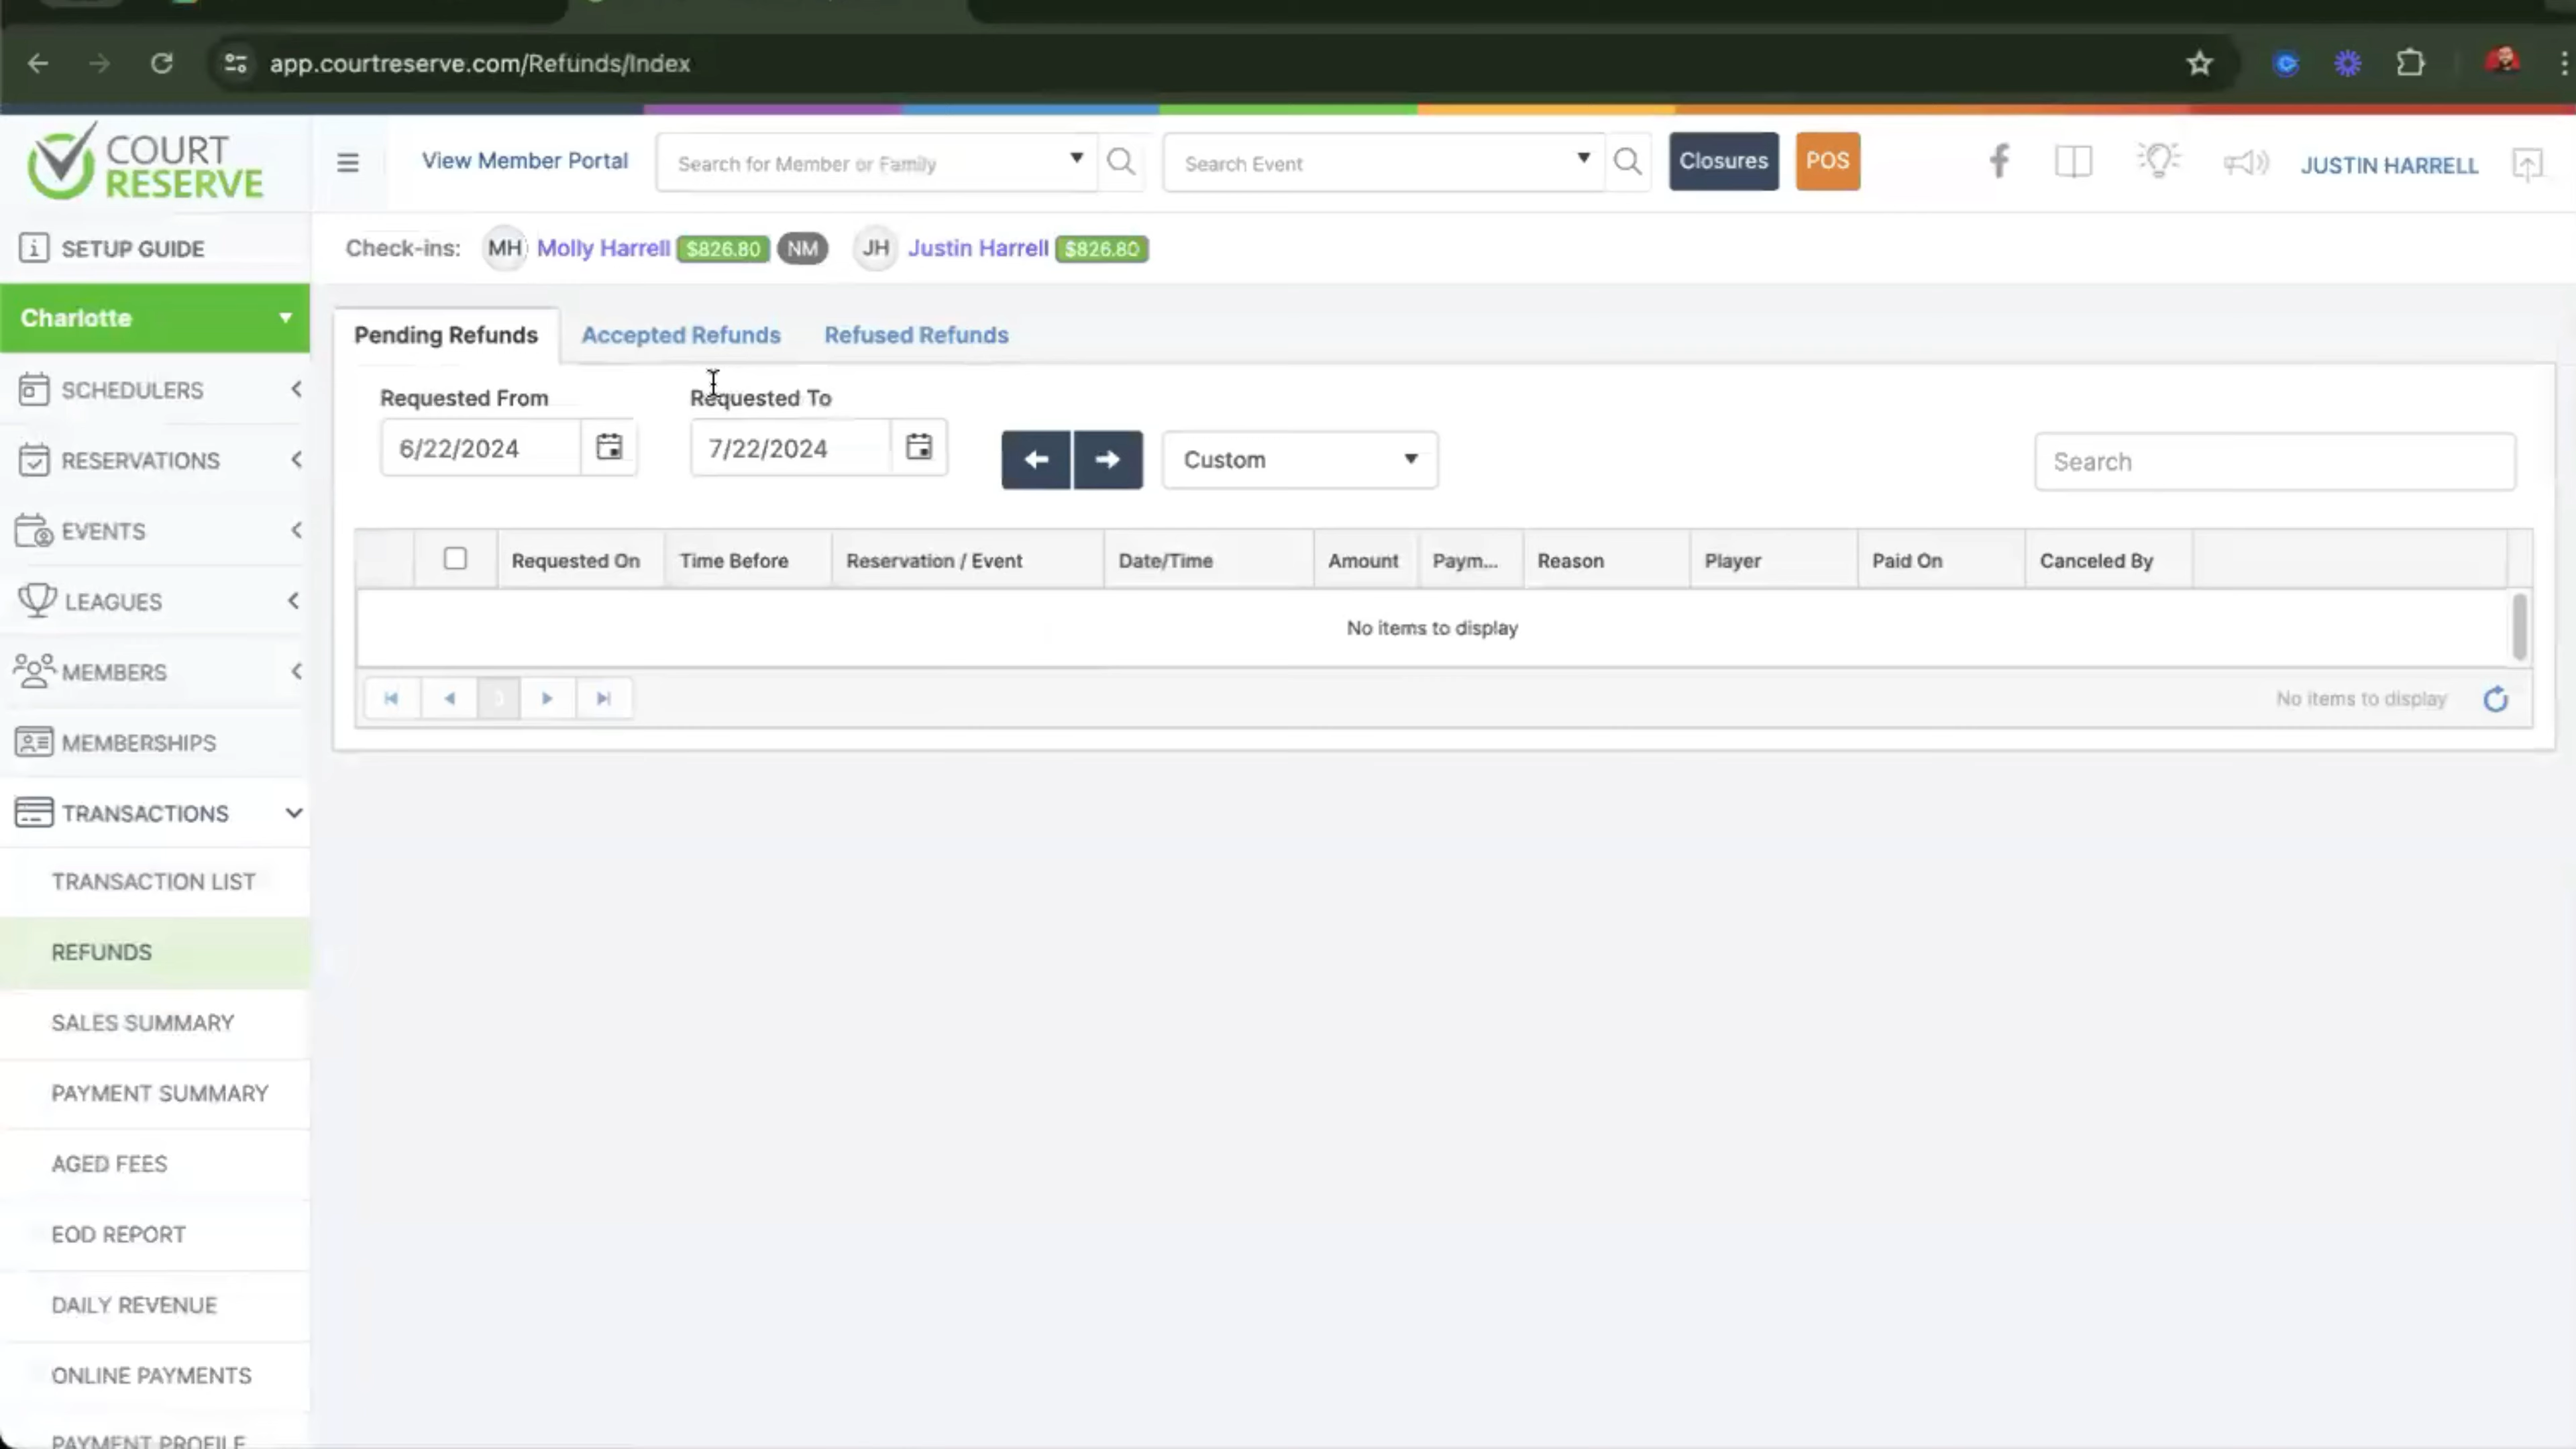 app.courtreserve.com/Refunds/Index
COURT
RESERVE
View Member Portal
Search for Member or Family
Search Event
Closures
POS
JUSTIN HARRELL
SETUP GUIDE
Check-ins: MH Molly Harrell $826.80 NM JH Justin Harrell $826.80
Charlotte
Pending Refunds
Accepted Refunds
Refused Refunds
SCHEDULERS
RESERVATIONS
EVENTS
LEAGUES
MEMBERS
MEMBERSHIPS
TRANSACTIONS
TRANSACTION LIST
REFUNDS
SALES SUMMARY
PAYMENT SUMMARY
AGED FEES
EOD REPORT
DAILY REVENUE
ONLINE PAYMENTS
PAYMENT PROFILE
Requested From
Requested To
6/22/2024
7/22/2024
Custom
Search
Requested On Time Before Reservation / Event Date/Time Amount Paym... Reason Player Paid On Canceled By
No items to display
No items to display